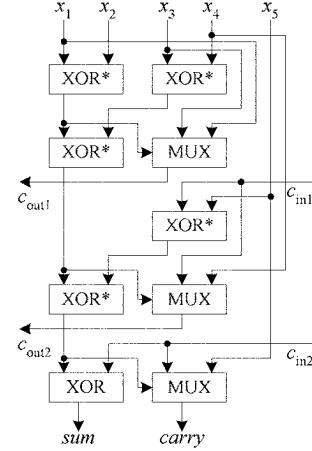 x1 x2 x3 x4 x5
XOR* XOR*
XOR* MUX
cout1 cin1
XOR*
XOR* MUX
cout2 cin2
XOR MUX
sum carry